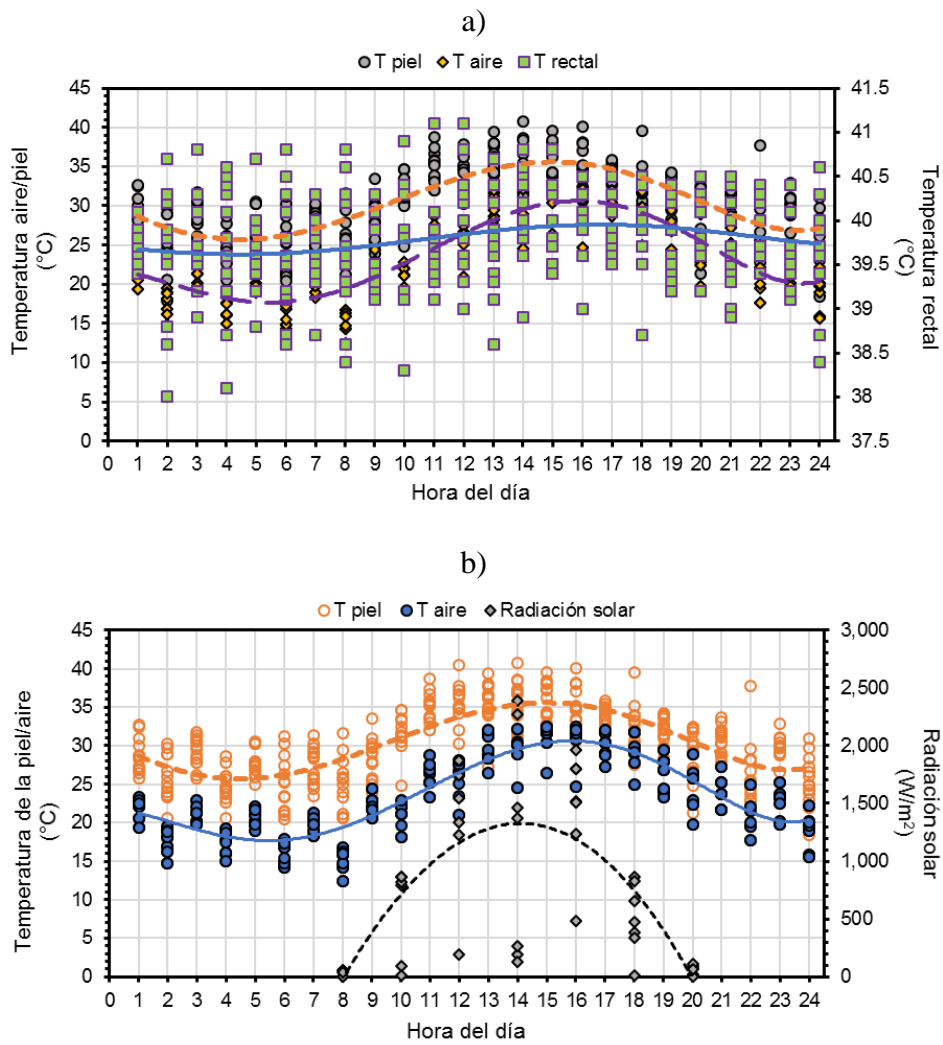 a)
T piel T aire T rectal
45
40
35
30
25
20
15
10
5
0
Temperatura aire/piel
(°C)
41.5
41
40.5
40
39.5
39
38.5
38
37.5
Temperatura rectal
(°C)
0 1 2 3 4 5 6 7 8 9 10 11 12 13 14 15 16 17 18 19 20 21 22 23 24
Hora del día
b)
T piel T aire Radiación solar
45
40
35
30
25
20
15
10
5
0
Temperatura de la piel/aire
(°C)
3,000
2,500
2,000
1,500
1,000
500
0
Radiación solar
(W/m²)
0 1 2 3 4 5 6 7 8 9 10 11 12 13 14 15 16 17 18 19 20 21 22 23 24
Hora del día